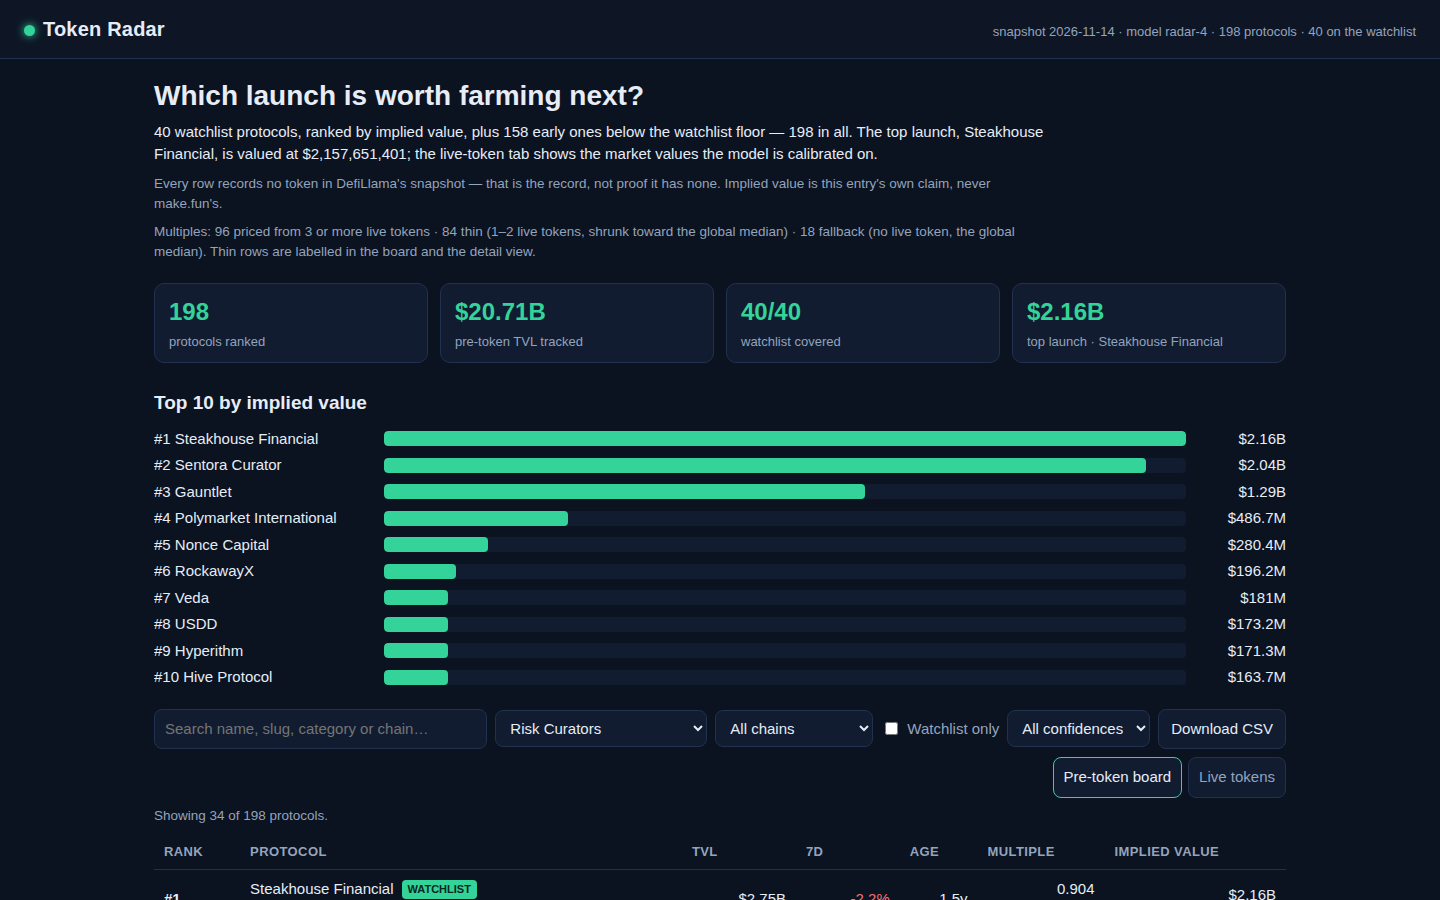 Token Radar
snapshot 2026-11-14 · model radar-4 · 198 protocols · 40 on the watchlist
Which launch is worth farming next?
40 watchlist protocols, ranked by implied value, plus 158 early ones below the watchlist floor — 198 in all. The top launch, Steakhouse
Financial, is valued at $2,157,651,401; the live-token tab shows the market values the model is calibrated on.
Every row records no token in DefiLlama's snapshot — that is the record, not proof it has none. Implied value is this entry's own claim, never
make.fun's.
Multiples: 96 priced from 3 or more live tokens · 84 thin (1–2 live tokens, shrunk toward the global median) · 18 fallback (no live token, the global
median). Thin rows are labelled in the board and the detail view.
198
protocols ranked
$20.71B
pre-token TVL tracked
40/40
watchlist covered
$2.16B
top launch · Steakhouse Financial
Top 10 by implied value
#1 Steakhouse Financial $2.16B
#2 Sentora Curator $2.04B
#3 Gauntlet $1.29B
#4 Polymarket International $486.7M
#5 Nonce Capital $280.4M
#6 RockawayX $196.2M
#7 Veda $181M
#8 USDD $173.2M
#9 Hyperithm $171.3M
#10 Hive Protocol $163.7M
Search name, slug, category or chain… Risk Curators All chains Watchlist only All confidences Download CSV
Pre-token board Live tokens
Showing 34 of 198 protocols.
RANK PROTOCOL TVL 7D AGE MULTIPLE IMPLIED VALUE
#1 Steakhouse Financial WATCHLIST $2.75B -2.2% 1.5y 0.904 $2.16B